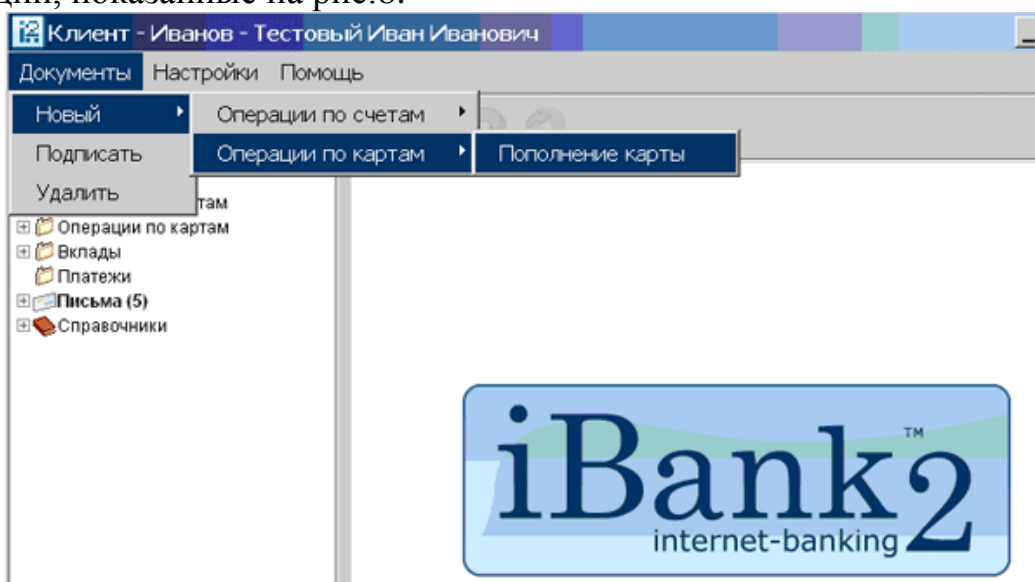 показанные на рис.8.
Клиент - Иванов - Тестовый Иван Иванович
Документы Настройки Помощь
Новый Операции по счетам
Подписать Операции по картам Пополнение карты
Удалить
Операции по картам
Вклады
Платежи
Письма (5)
Справочники
iBank2 TM
internet-banking